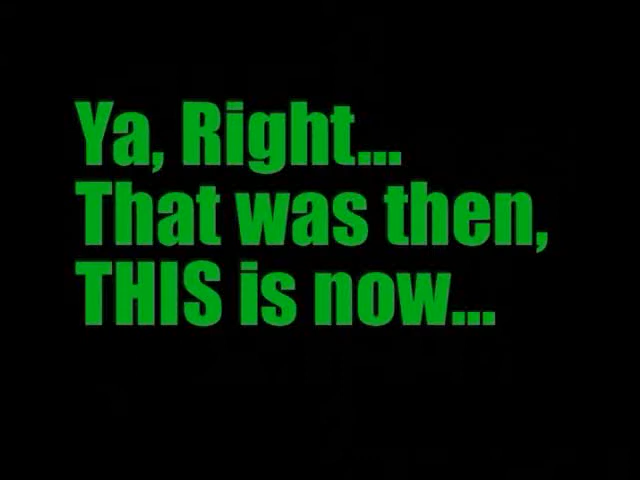 Ya, Right...
That was then,
THIS is now...